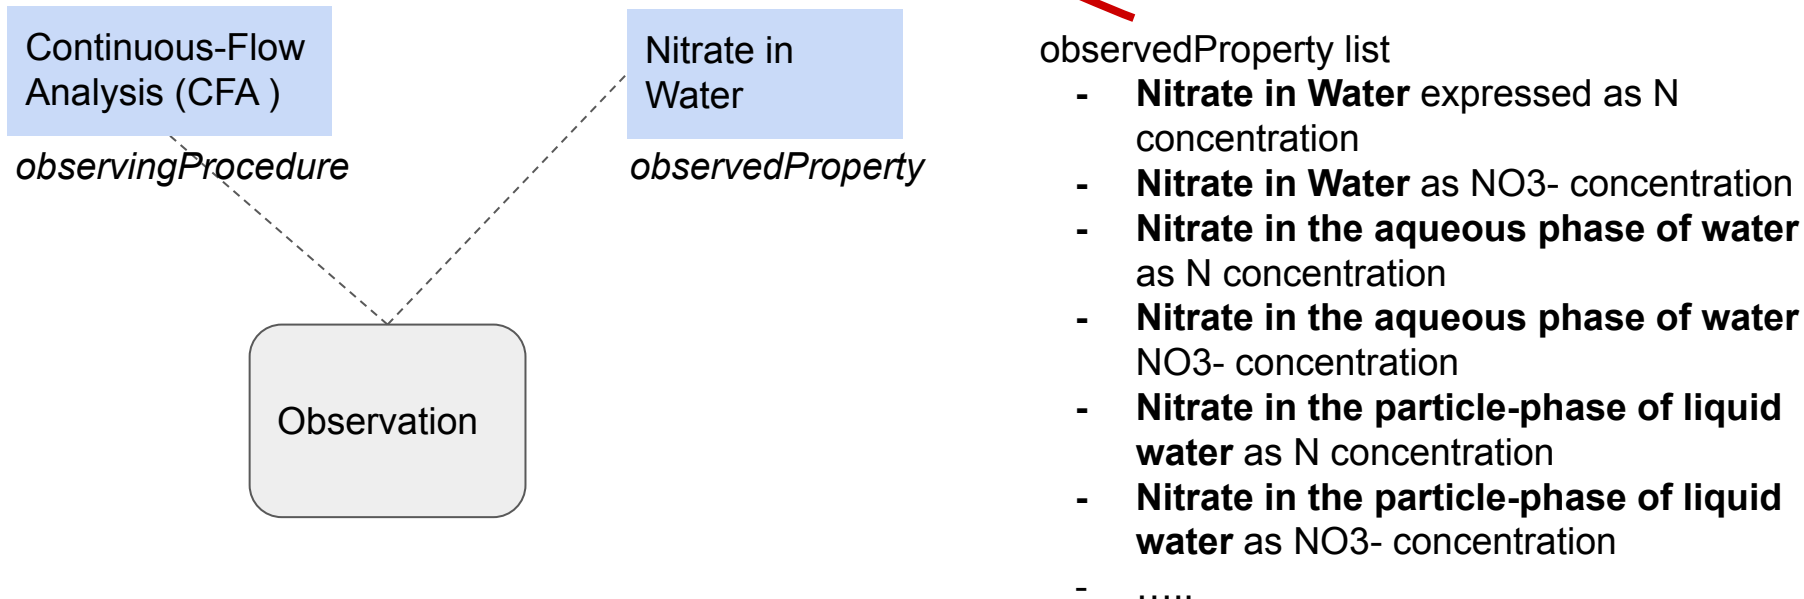 Continuous-Flow
Analysis (CFA )
observingProcedure
Nitrate in
Water
observedProperty
Observation
observedProperty list
- Nitrate in Water expressed as N
concentration
- Nitrate in Water as NO3- concentration
- Nitrate in the aqueous phase of water
as N concentration
- Nitrate in the aqueous phase of water
NO3- concentration
- Nitrate in the particle-phase of liquid
water as N concentration
- Nitrate in the particle-phase of liquid
water as NO3- concentration
- …..